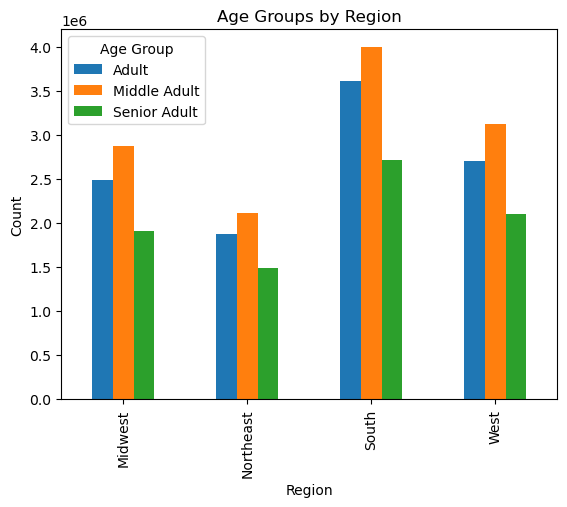 Age Groups by Region
1e6
Age Group
Adult
Middle Adult
Senior Adult
4.0
3.5
3.0
2.5
2.0
1.5
1.0
0.5
0.0
Count
Midwest
Northeast
South
West
Region